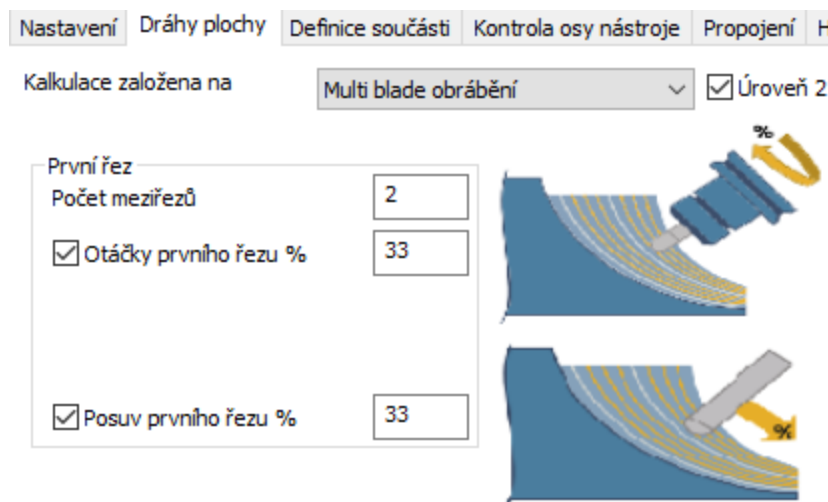 Nastavení Dráhy plochy Definice součásti Kontrola osy nástroje Propojení H
Kalkulace založena na Multi blade obrábění Úroveň 2
První řez
Počet meziřezů 2
Otáčky prvního řezu % 33
Posuv prvního řezu % 33
%
%